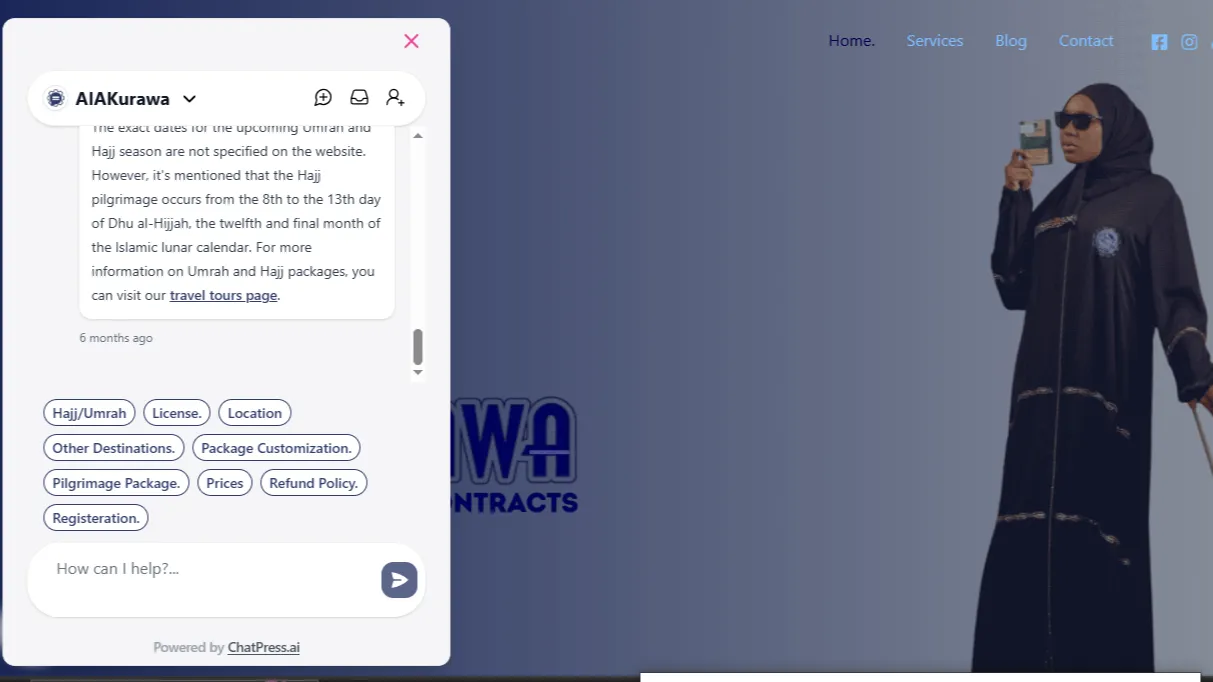 Home.
Services
Blog
Contact
AIAKurawa
The exact dates for the upcoming Umrah and
Hajj season are not specified on the website.
However, it's mentioned that the Hajj
pilgrimage occurs from the 8th to the 13th day
of Dhu al-Hijjah, the twelfth and final month of
the Islamic lunar calendar. For more
information on Umrah and Hajj packages, you
can visit our travel tours page.
6 months ago
Hajj/Umrah
License.
Location
Other Destinations.
Package Customization.
Pilgrimage Package.
Prices
Refund Policy.
Registeration.
How can I help?...
Powered by ChatPress.ai
WA
NTRACTS